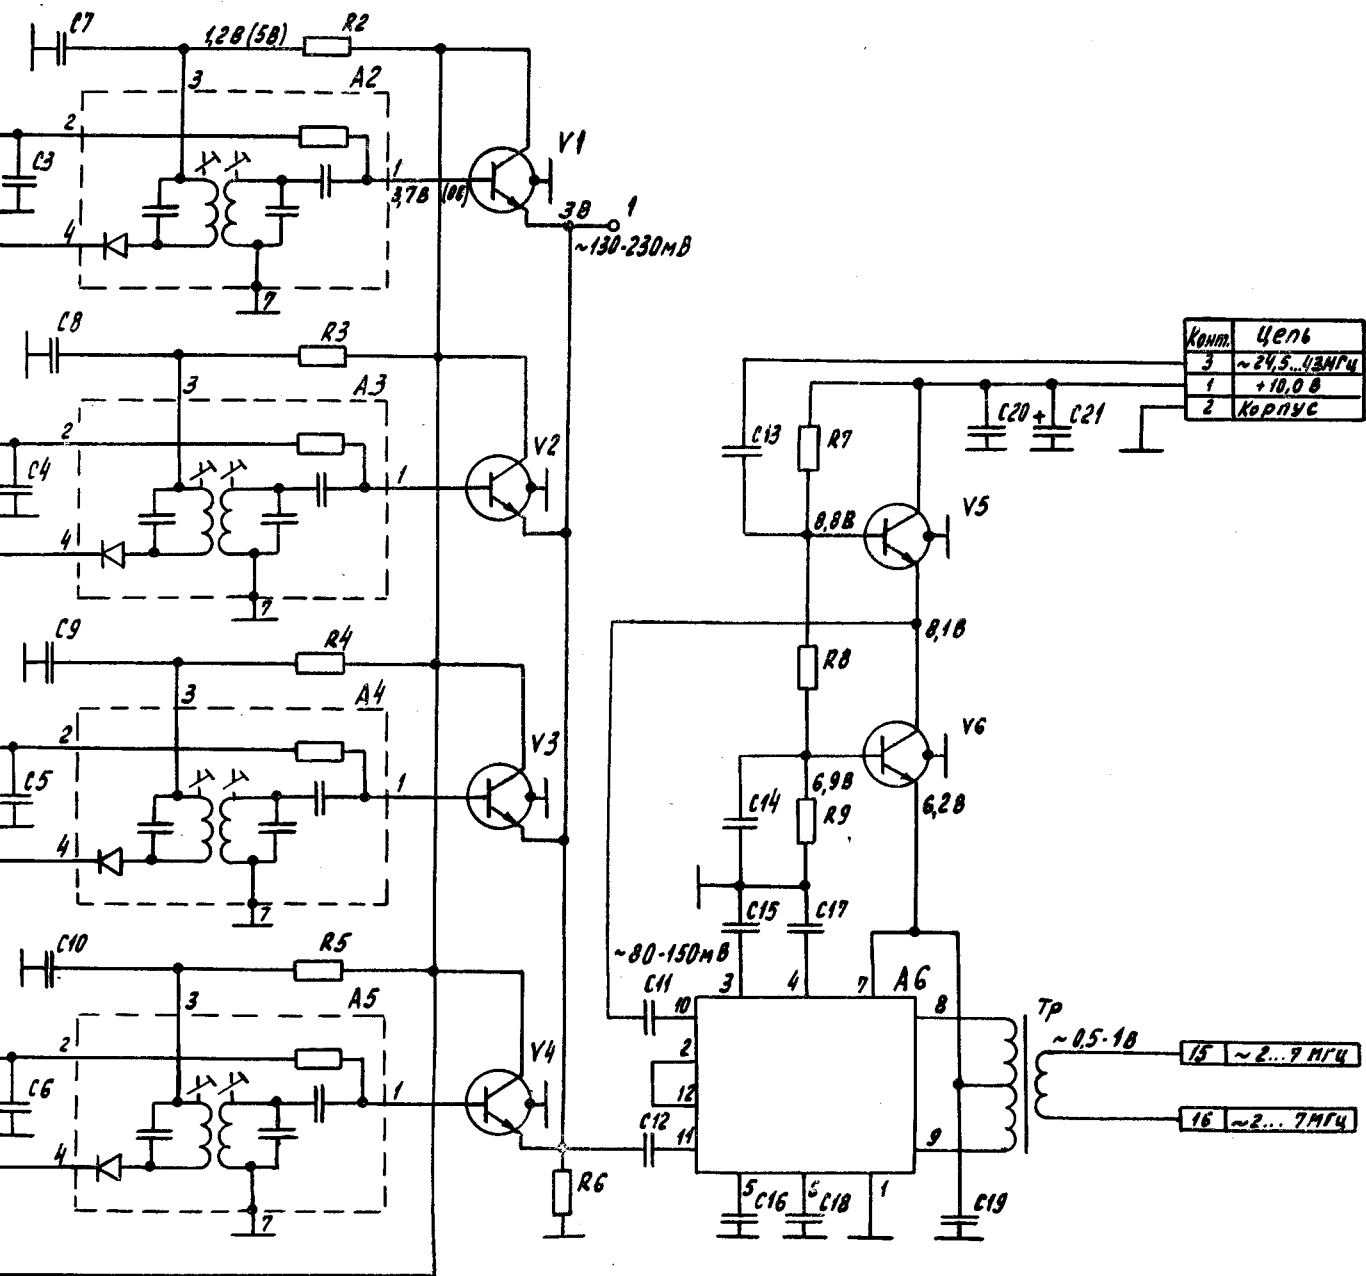 C7
1,2В (5В)
R2
3
A2
2
C3
1
3,7В (0В)
V1
3В
1
~130-230мВ
4
7
C8
R3
3
A3
2
C4
1
V2
4
7
Конт. Цепь
3 ~24,5...43МГц
1 +10,0 В
2 Корпус
C20 + C21
C13
R7
8,8В
V5
8,1В
C9
R4
3
A4
2
C5
1
V3
4
7
R8
V6
6,9В
6,2В
C14
R9
C15
C17
~80-150мВ
C10
R5
3
A5
2
C6
1
V4
4
7
C11
10
3
4
7
A6
8
2
12
C12
11
9
5
C16
6
C18
1
C19
R6
Тр
~0,5-1В
15 ~2...7 МГц
16 ~2...7МГц